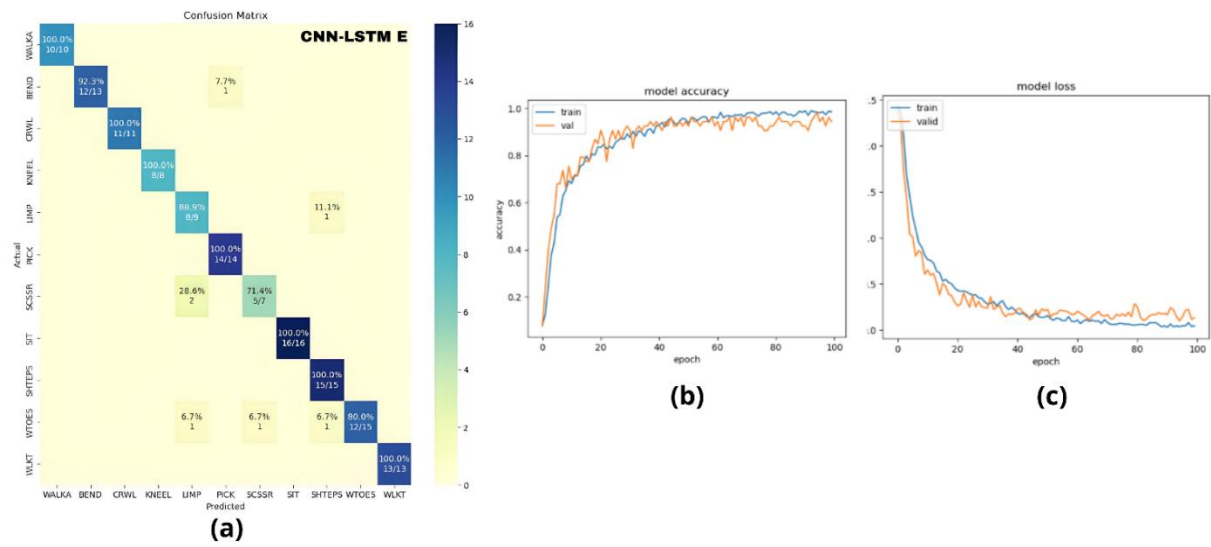 Confusion Matrix
CNN-LSTM E
Actual
WALKA
100.0%
10/10
BEND
92.3%
12/13
7.7%
1
CRWL
100.0%
11/11
KNEEL
100.0%
8/8
LIMP
88.9%
8/9
11.1%
1
PICK
100.0%
14/14
SCSSR
28.6%
2
71.4%
5/7
SIT
100.0%
16/16
SHTEPS
100.0%
15/15
WTOES
6.7%
1
6.7%
1
6.7%
1
80.0%
12/15
WLKT
100.0%
13/13
WALKA BEND CRWL KNEEL LIMP PICK SCSSR SIT SHTEPS WTOES WLKT
Predicted
16
14
12
10
8
6
4
2
0
(a)
model accuracy
train
val
accuracy
1.0
0.8
0.6
0.4
0.2
0 20 40 60 80 100
epoch
(b)
model loss
train
valid
.5
.0
.5
.0
.5
.0
0 20 40 60 80 100
epoch
(c)